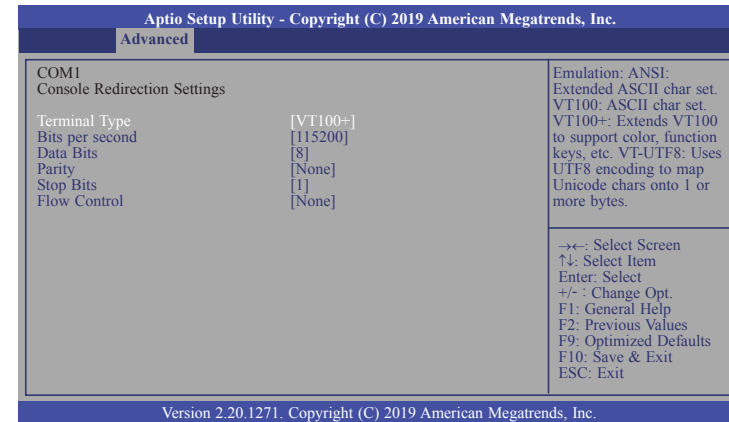 Aptio Setup Utility - Copyright (C) 2019 American Megatrends, Inc.
Advanced
COM1
Console Redirection Settings
Terminal Type [VT100+]
Bits per second [115200]
Data Bits [8]
Parity [None]
Stop Bits [1]
Flow Control [None]
Emulation: ANSI:
Extended ASCII char set.
VT100: ASCII char set.
VT100+: Extends VT100
to support color, function
keys, etc. VT-UTF8: Uses
UTF8 encoding to map
Unicode chars onto 1 or
more bytes.
→←: Select Screen
↑↓: Select Item
Enter: Select
+/- : Change Opt.
F1: General Help
F2: Previous Values
F9: Optimized Defaults
F10: Save & Exit
ESC: Exit
Version 2.20.1271. Copyright (C) 2019 American Megatrends, Inc.